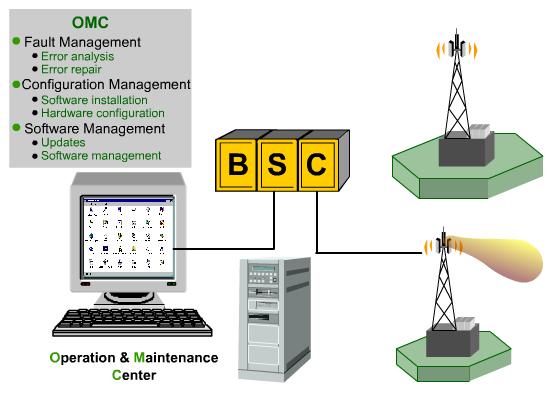 OMC
Fault Management
Error analysis
Error repair
Configuration Management
Software installation
Hardware configuration
Software Management
Updates
Software management
BSC
Operation & Maintenance
Center